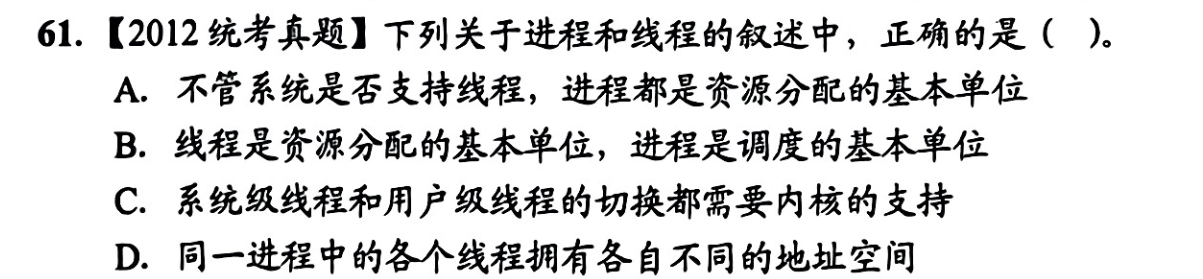 61.【2012统考真题】下列关于进程和线程的叙述中，正确的是（ ）。
A. 不管系统是否支持线程，进程都是资源分配的基本单位
B. 线程是资源分配的基本单位，进程是调度的基本单位
C. 系统级线程和用户级线程的切换都需要内核的支持
D. 同一进程中的各个线程拥有各自不同的地址空间